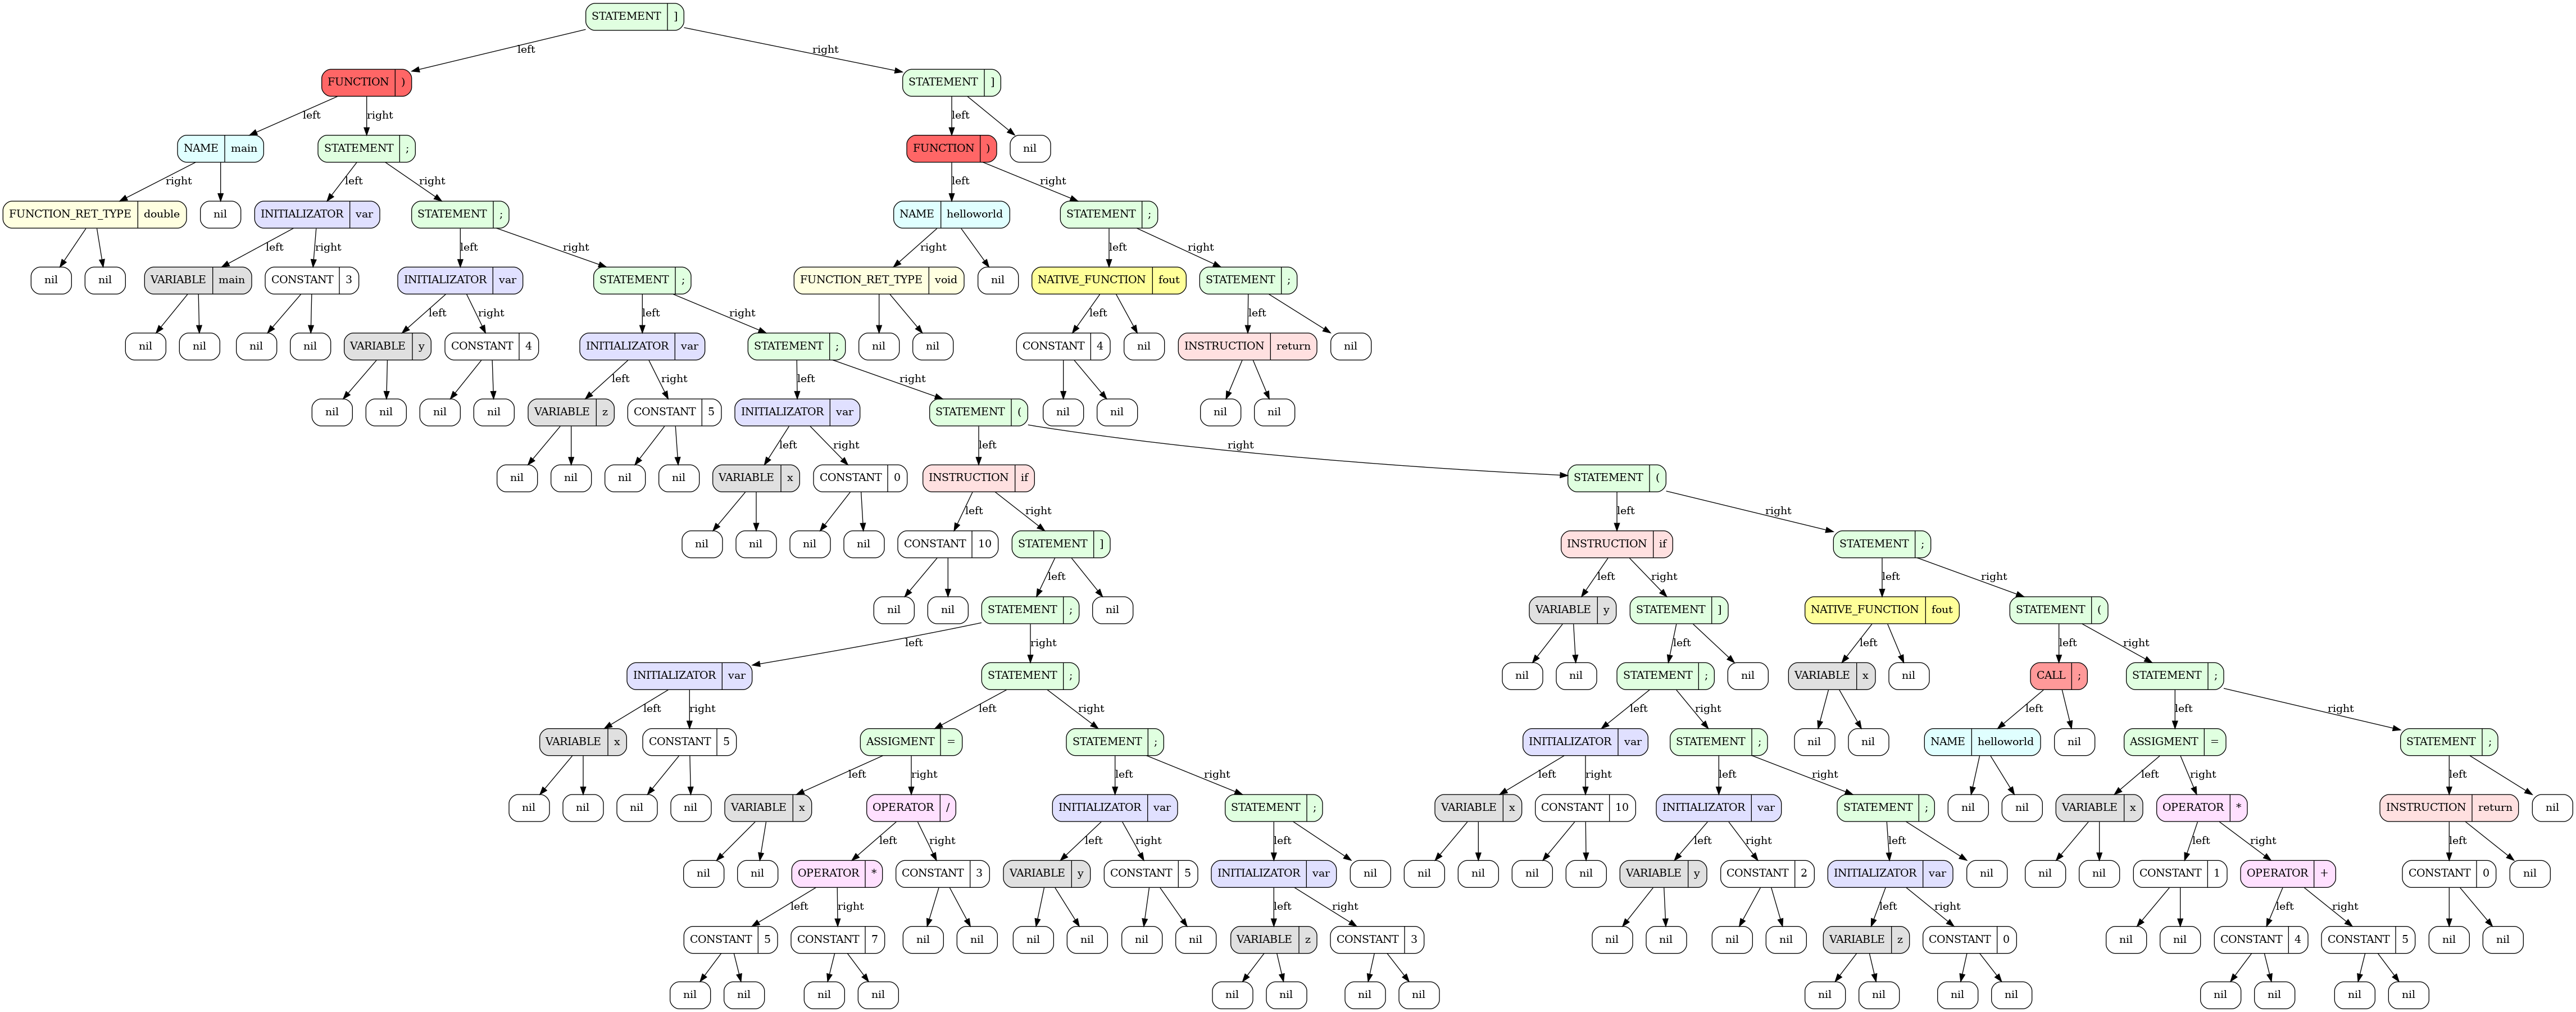 STATEMENT ]
left right
FUNCTION ) STATEMENT ]
left right left
NAME main STATEMENT ; FUNCTION ) nil
right left right left right
FUNCTION_RET_TYPE double nil INITIALIZATOR var STATEMENT ; NAME helloworld STATEMENT ;
left right left right right left right
nil nil VARIABLE main CONSTANT 3 INITIALIZATOR var STATEMENT ; FUNCTION_RET_TYPE void nil NATIVE_FUNCTION fout STATEMENT ;
left right left right left left
nil nil nil nil VARIABLE y CONSTANT 4 INITIALIZATOR var STATEMENT ; nil nil CONSTANT 4 nil INSTRUCTION return nil
left right left right
nil nil nil nil VARIABLE z CONSTANT 5 INITIALIZATOR var STATEMENT ( nil nil nil nil
left right left right
nil nil nil nil VARIABLE x CONSTANT 0 INSTRUCTION if STATEMENT (
left right left right
nil nil nil nil CONSTANT 10 STATEMENT ] INSTRUCTION if STATEMENT ;
left left right left right
nil nil STATEMENT ; nil VARIABLE y STATEMENT ] NATIVE_FUNCTION fout STATEMENT (
left right left left left right
INITIALIZATOR var STATEMENT ; nil nil STATEMENT ; nil VARIABLE x nil CALL ; STATEMENT ;
left right left right left right left left right
VARIABLE x CONSTANT 5 ASSIGMENT = STATEMENT ; INITIALIZATOR var STATEMENT ; nil nil NAME helloworld nil ASSIGMENT = STATEMENT ;
left right left right left right left right left right left
nil nil nil nil VARIABLE x OPERATOR / INITIALIZATOR var STATEMENT ; VARIABLE x CONSTANT 10 INITIALIZATOR var STATEMENT ; nil nil VARIABLE x OPERATOR * INSTRUCTION return nil
left right left right left left right left left right left
nil nil OPERATOR * CONSTANT 3 VARIABLE y CONSTANT 5 INITIALIZATOR var nil nil nil nil nil VARIABLE y CONSTANT 2 INITIALIZATOR var nil nil nil CONSTANT 1 OPERATOR + CONSTANT 0 nil
left right left right left right left right
CONSTANT 5 CONSTANT 7 nil nil nil nil nil nil VARIABLE z CONSTANT 3 nil nil nil nil VARIABLE z CONSTANT 0 nil nil CONSTANT 4 CONSTANT 5 nil nil
nil nil nil nil nil nil nil nil nil nil nil nil nil nil nil nil